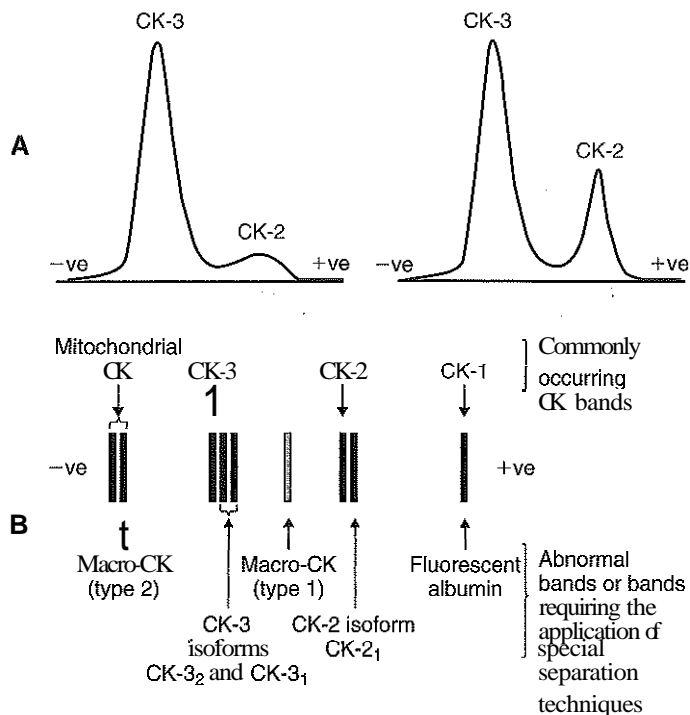 CK-3
CK-3
A
CK-2
CK-2
−ve
+ve
−ve
+ve
Mitochondrial
CK
CK-3
CK-2
CK-1
Commonly
occurring
CK bands
1
−ve
+ve
B
t
Macro-CK
(type 2)
Macro-CK
(type 1)
Fluorescent
albumin
CK-3
isoforms
CK-3₂ and CK-3₁
CK-2 isoform
CK-2₁
Abnormal
bands or bands
requiring the
application of
special
separation
techniques